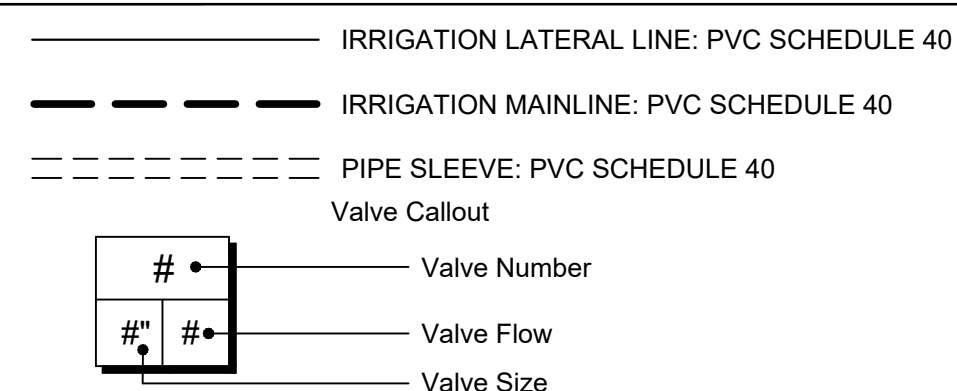 IRRIGATION LATERAL LINE: PVC SCHEDULE 40
IRRIGATION MAINLINE: PVC SCHEDULE 40
PIPE SLEEVE: PVC SCHEDULE 40
Valve Callout
# Valve Number
#" # Valve Flow
Valve Size